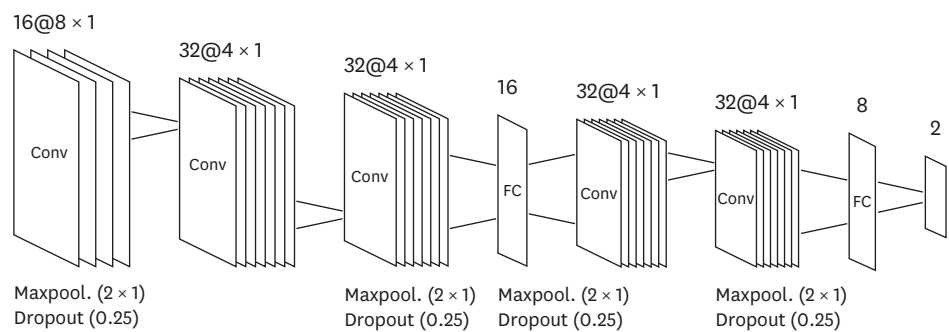 16@8 × 1
32@4 × 1
32@4 × 1
16
32@4 × 1
32@4 × 1
8
2
Conv
Conv
Conv
FC
Conv
Conv
FC
Maxpool. (2 × 1)
Dropout (0.25)
Maxpool. (2 × 1)
Dropout (0.25)
Maxpool. (2 × 1)
Dropout (0.25)
Maxpool. (2 × 1)
Dropout (0.25)